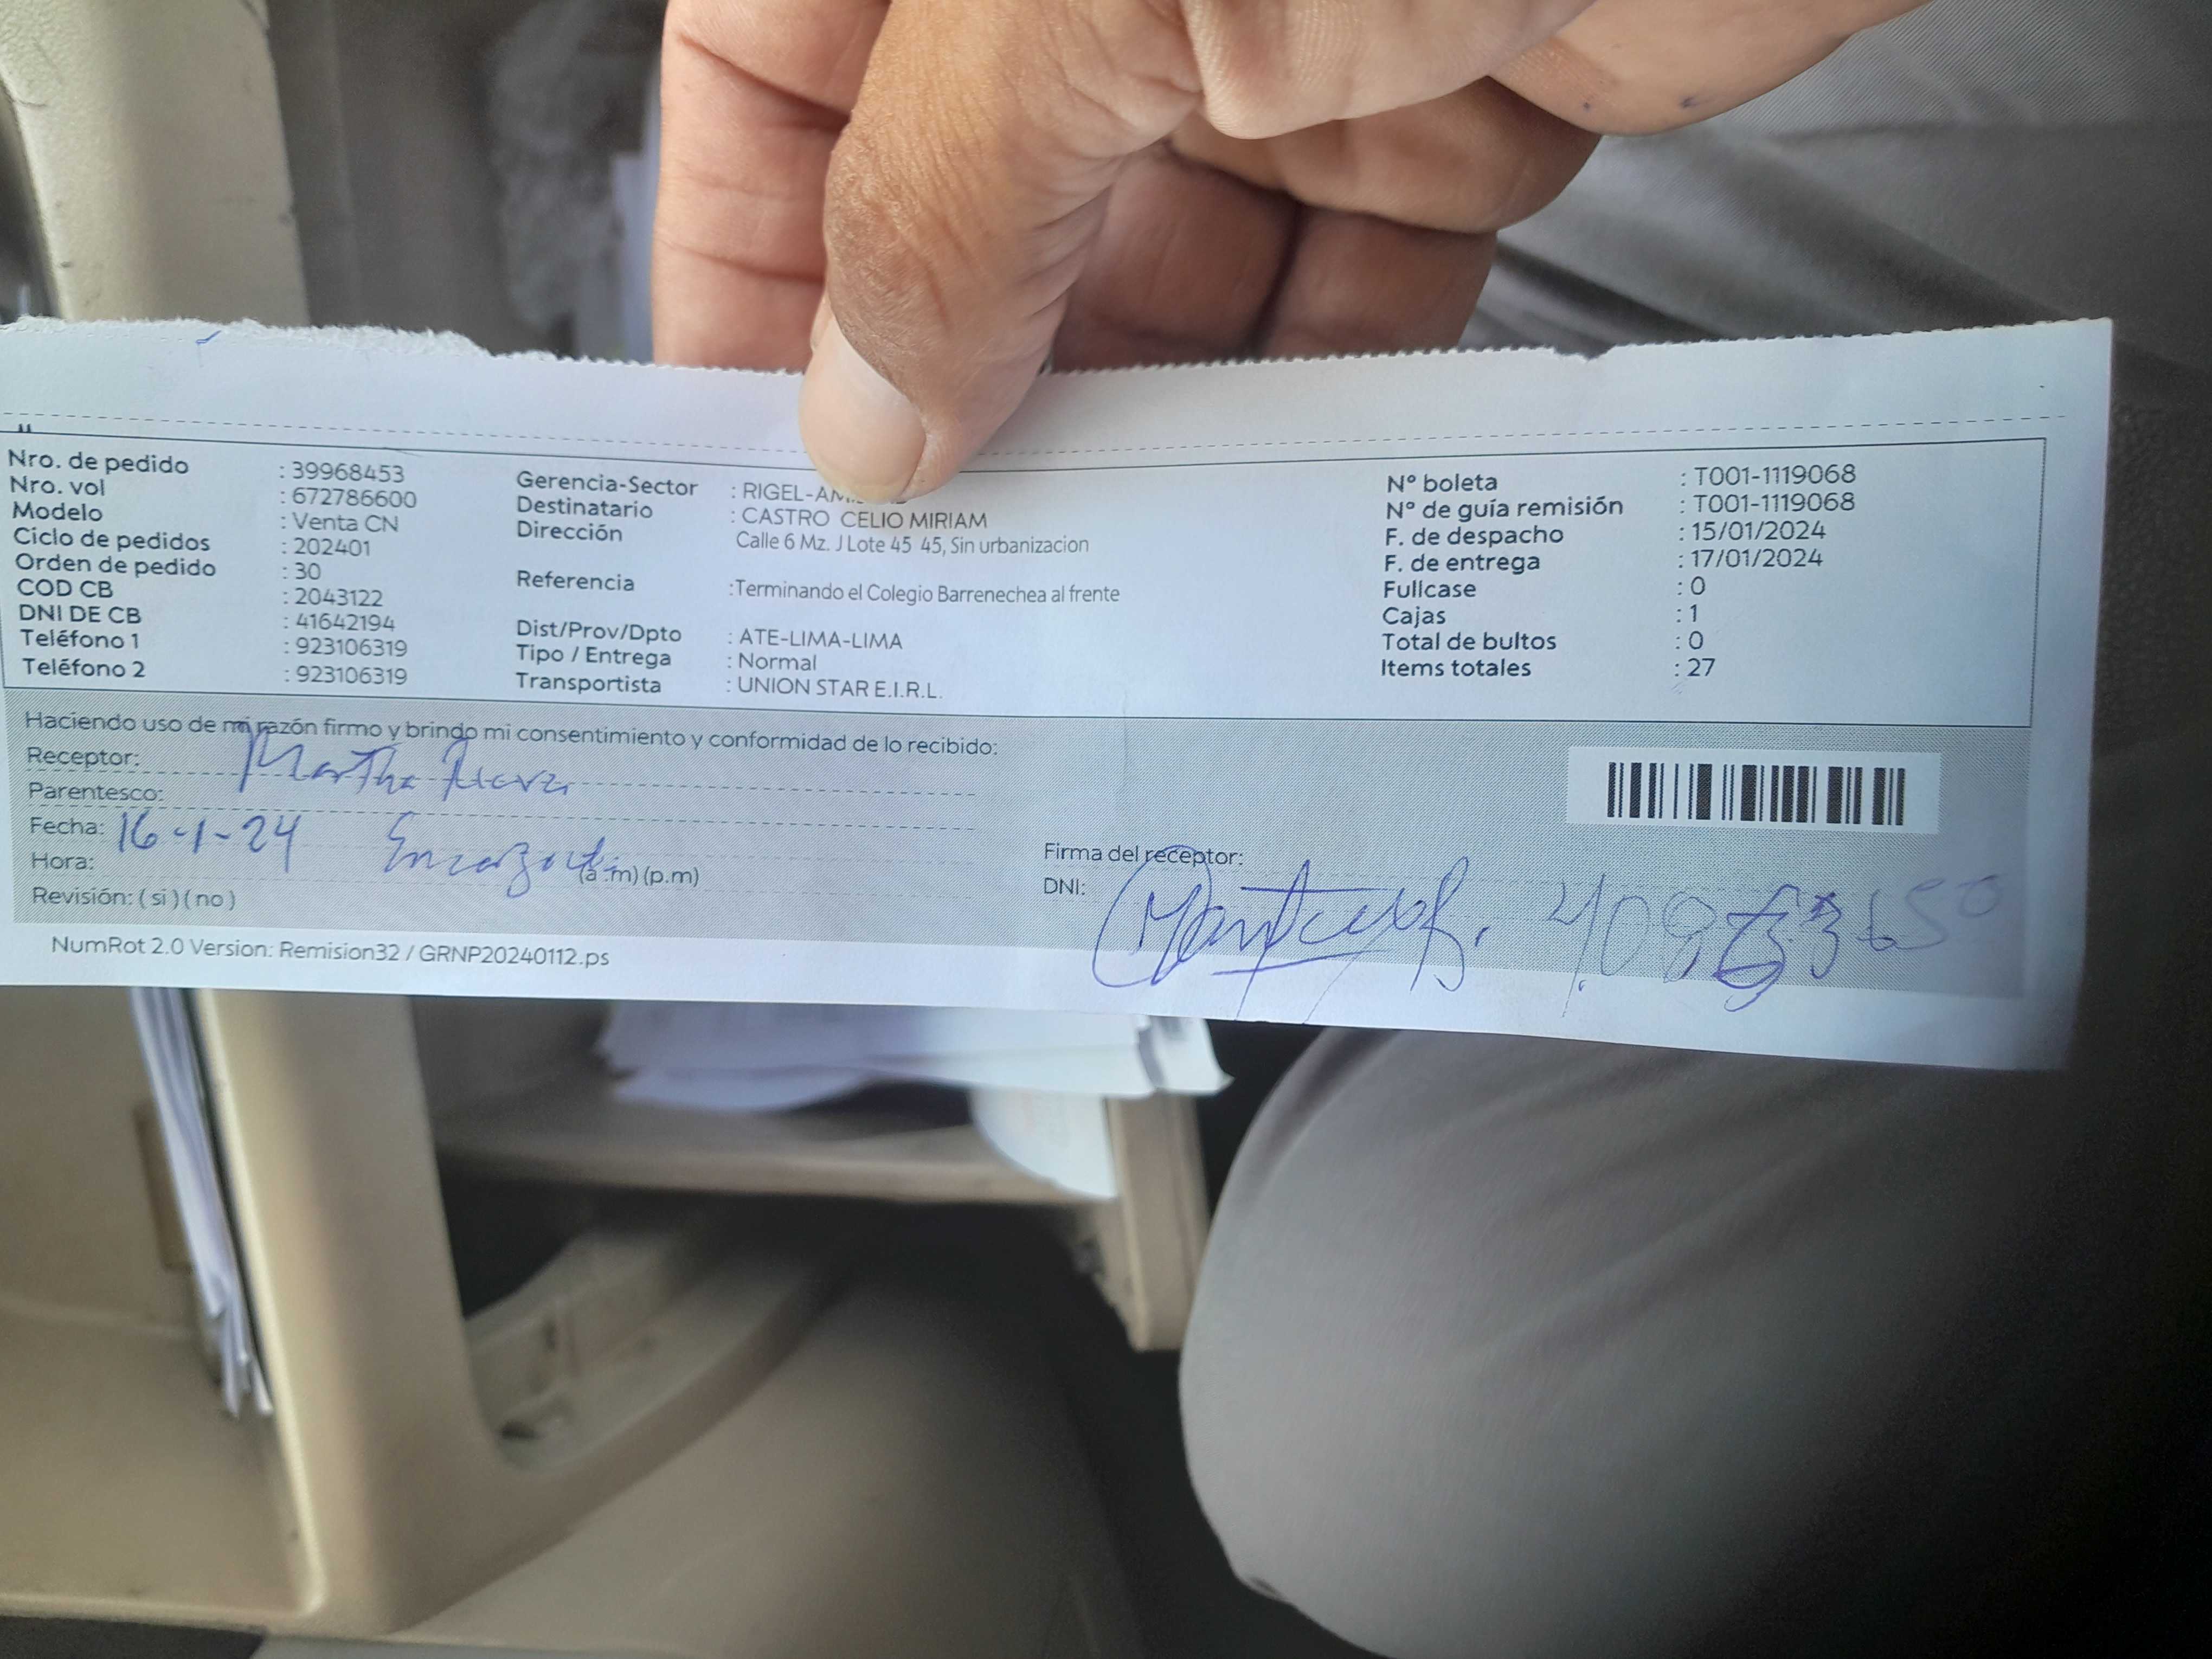 Nro. de pedido : 39968453
Nro. vol : 672786600
Modelo : Venta CN
Ciclo de pedidos : 202401
Orden de pedido : 30
COD CB : 2043122
DNI DE CB : 41642194
Teléfono 1 : 923106319
Teléfono 2 : 923106319
Gerencia-Sector : RIGEL-
Destinatario : CASTRO CELIO MIRIAM
Dirección Calle 6 Mz. J Lote 45 45, Sin urbanizacion
Referencia :Terminando el Colegio Barrenechea al frente
Dist/Prov/Dpto : ATE-LIMA-LIMA
Tipo / Entrega : Normal
Transportista : UNION STAR E.I.R.L.
Nº boleta : T001-1119068
Nº de guía remisión : T001-1119068
F. de despacho : 15/01/2024
F. de entrega : 17/01/2024
Fullcase : 0
Cajas : 1
Total de bultos : 0
Items totales : 27
Haciendo uso de mi razón firmo y brindo mi consentimiento y conformidad de lo recibido:
Receptor: Martha
Parentesco:
Fecha: 16-1-24
Hora: (a.m) (p.m)
Revisión: ( si ) ( no )
Firma del receptor:
DNI:
NumRot 2.0 Version: Remision32 / GRNP20240112.ps